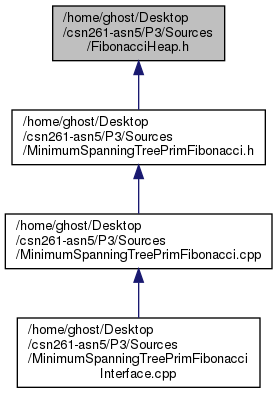 /home/ghost/Desktop
/csn261-asn5/P3/Sources
/FibonacciHeap.h
/home/ghost/Desktop
/csn261-asn5/P3/Sources
/MinimumSpanningTreePrimFibonacci.h
/home/ghost/Desktop
/csn261-asn5/P3/Sources
/MinimumSpanningTreePrimFibonacci.cpp
/home/ghost/Desktop
/csn261-asn5/P3/Sources
/MinimumSpanningTreePrimFibonacci
Interface.cpp